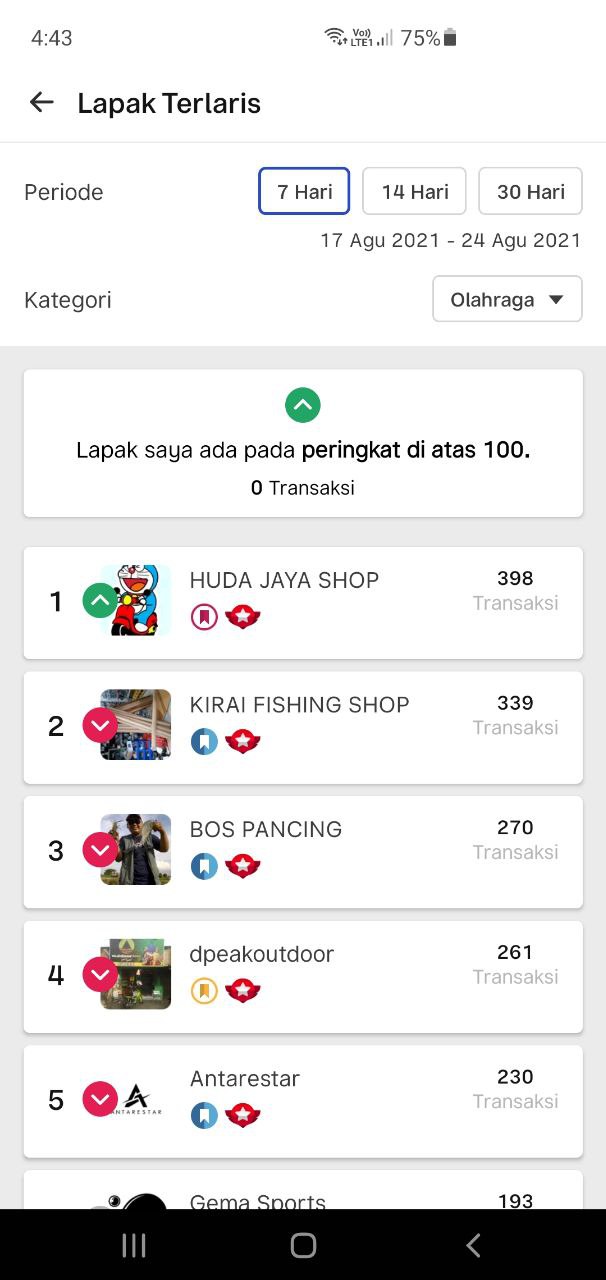 4:43
Vo))
LTE1
75%
Lapak Terlaris
Periode
7 Hari
14 Hari
30 Hari
17 Agu 2021 - 24 Agu 2021
Kategori
Olahraga
Lapak saya ada pada peringkat di atas 100.
0 Transaksi
1
HUDA JAYA SHOP
398
Transaksi
2
KIRAI FISHING SHOP
339
Transaksi
3
BOS PANCING
270
Transaksi
4
dpeakoutdoor
261
Transaksi
5
Antarestar
230
Transaksi
Gema Sports
193